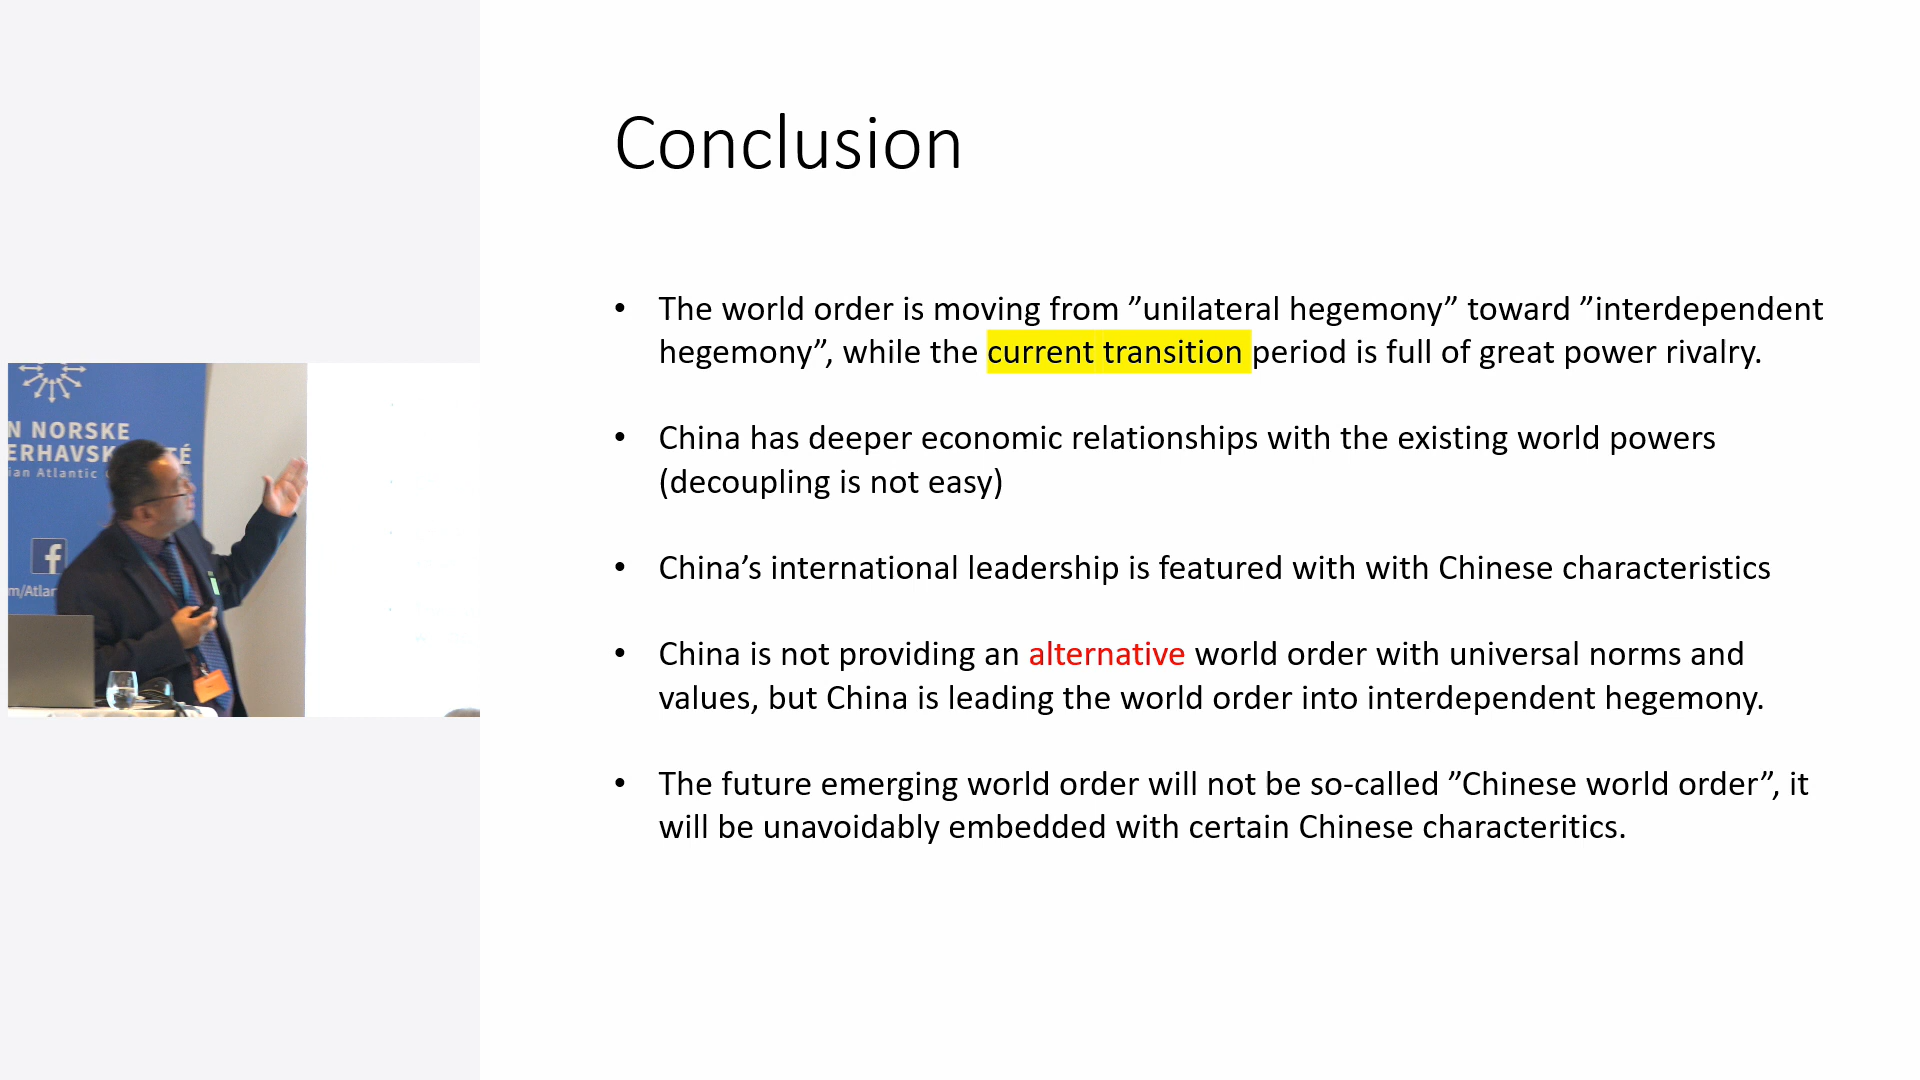 Conclusion
• The world order is moving from ”unilateral hegemony” toward ”interdependent
hegemony”, while the current transition period is full of great power rivalry.
• China has deeper economic relationships with the existing world powers
(decoupling is not easy)
• China’s international leadership is featured with with Chinese characteristics
• China is not providing an alternative world order with universal norms and
values, but China is leading the world order into interdependent hegemony.
• The future emerging world order will not be so-called ”Chinese world order”, it
will be unavoidably embedded with certain Chinese characteritics.
N NORSKE
ERHAVSK TÉ
ian Atlantic
f
m/Atlan